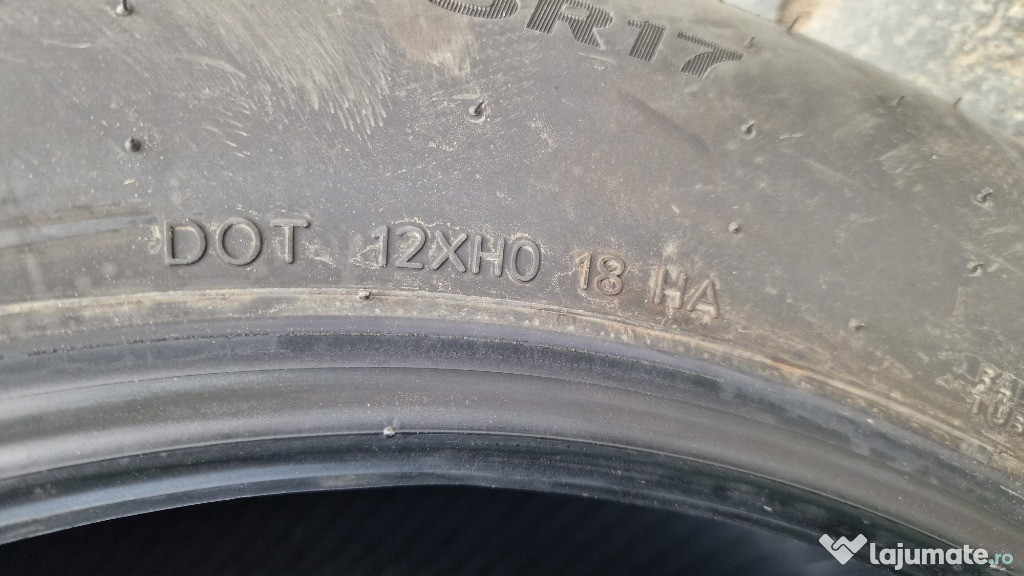 R17
DOT 12XH0 18 HA
lajumate.ro